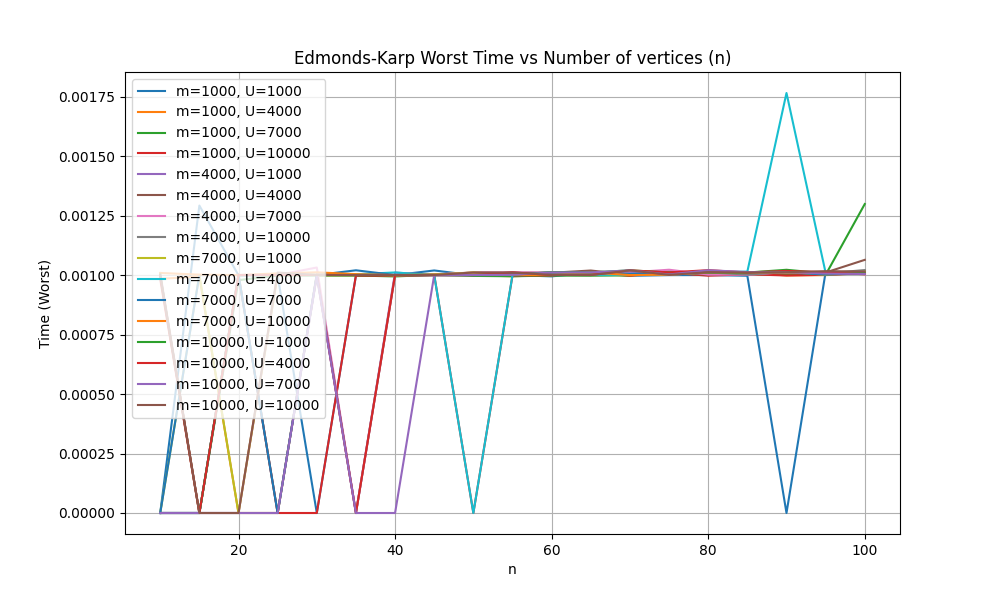 Edmonds-Karp Worst Time vs Number of vertices (n)
0.00175
0.00150
0.00125
0.00100
0.00075
0.00050
0.00025
0.00000
Time (Worst)
m=1000, U=1000
m=1000, U=4000
m=1000, U=7000
m=1000, U=10000
m=4000, U=1000
m=4000, U=4000
m=4000, U=7000
m=4000, U=10000
m=7000, U=1000
m=7000, U=4000
m=7000, U=7000
m=7000, U=10000
m=10000, U=1000
m=10000, U=4000
m=10000, U=7000
m=10000, U=10000
20 40 60 80 100
n